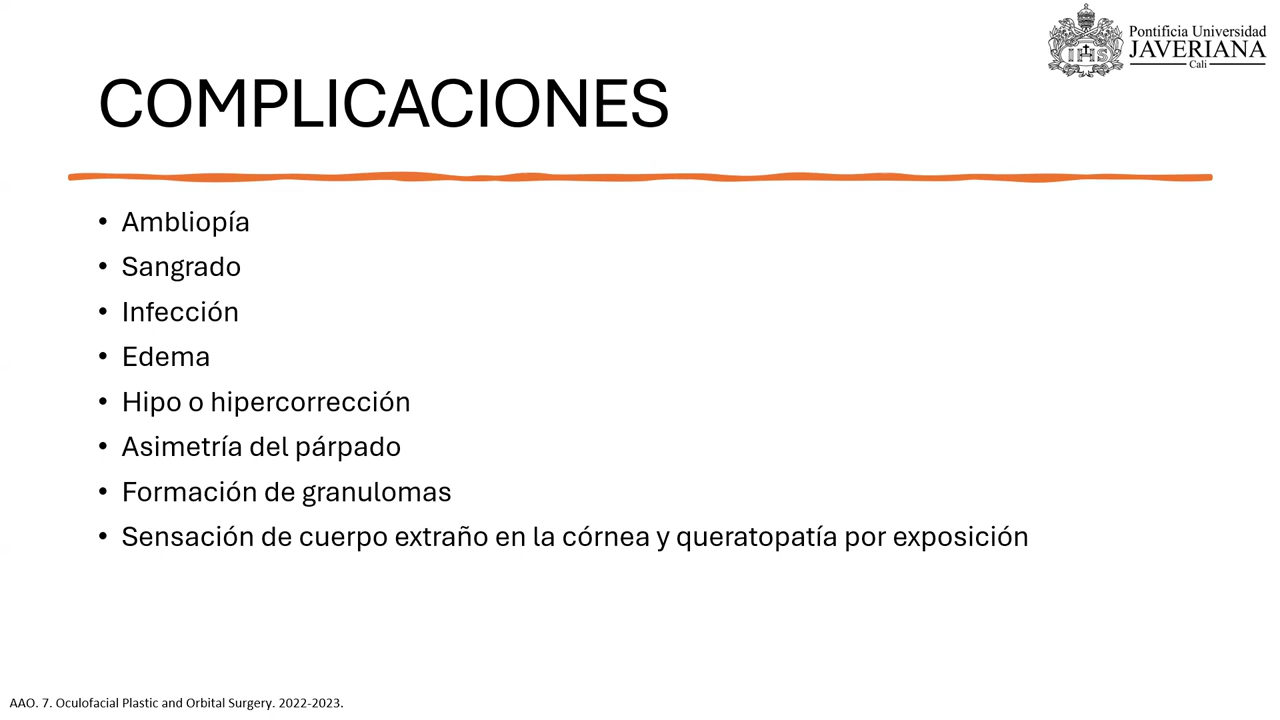 Pontificia Universidad
JAVERIANA
Cali
IHS
COMPLICACIONES
• Ambliopía
• Sangrado
• Infección
• Edema
• Hipo o hipercorrección
• Asimetría del párpado
• Formación de granulomas
• Sensación de cuerpo extraño en la córnea y queratopatía por exposición
AAO. 7. Oculofacial Plastic and Orbital Surgery. 2022-2023.